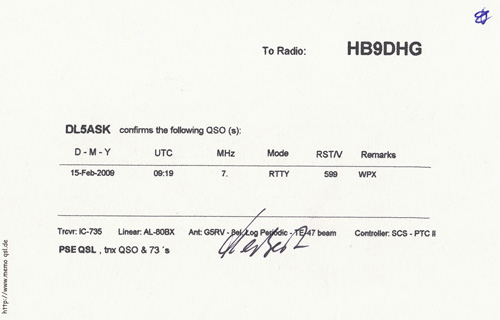 To Radio: HB9DHG
DL5ASK confirms the following QSO (s):
D - M - Y UTC MHz Mode RST/V Remarks
15-Feb-2009 09:19 7. RTTY 599 WPX
Trcvr: IC-735 Linear: AL-80BX Ant: G5RV - Bel. Log Periodic - TE-47 beam Controller: SCS - PTC II
PSE QSL , tnx QSO & 73 ´s
http://www.memo qsl.de